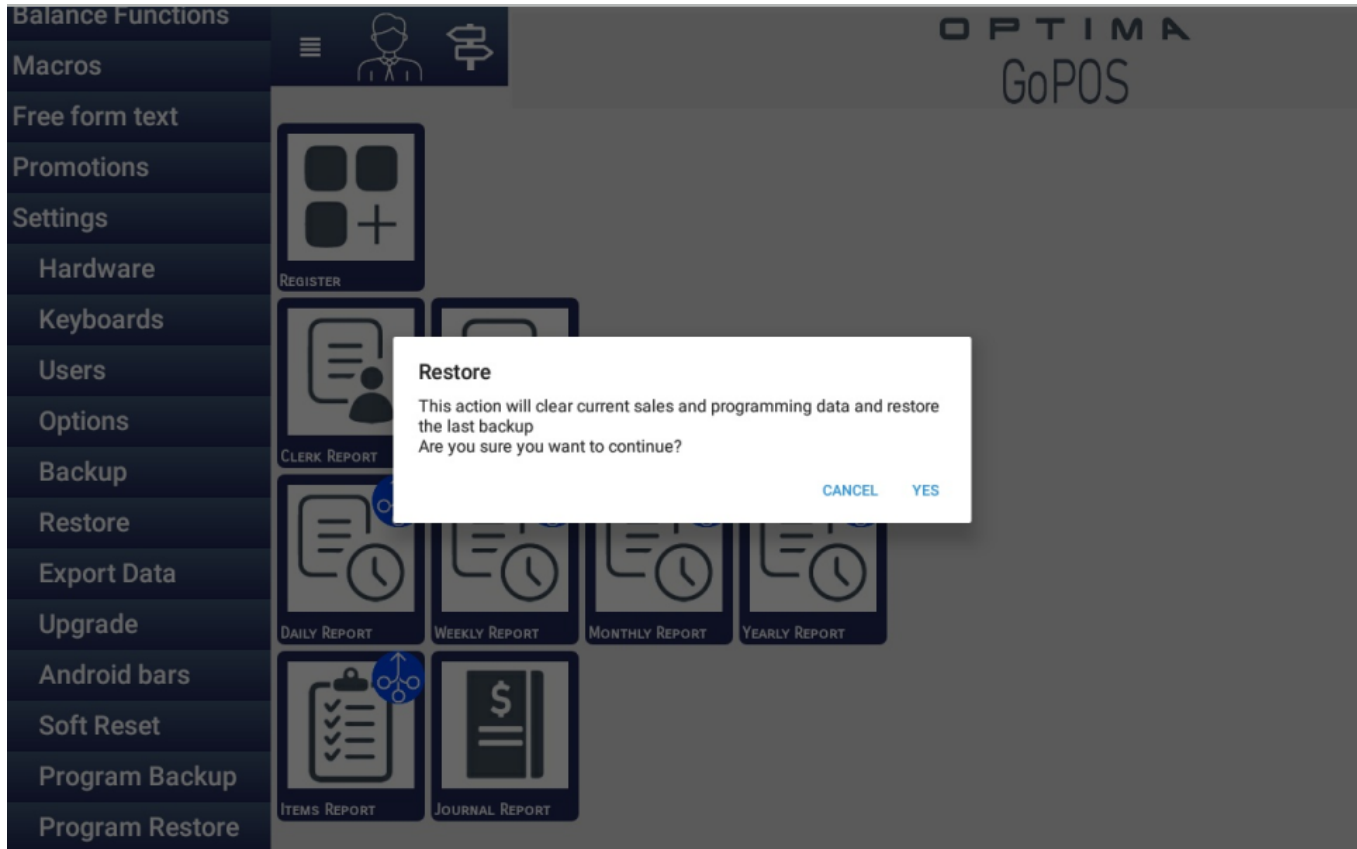 Balance Functions
Macros
Free form text
Promotions
Settings
Hardware
Keyboards
Users
Options
Backup
Restore
Export Data
Upgrade
Android bars
Soft Reset
Program Backup
Program Restore
OPTIMA
GoPOS
REGISTER
CLERK REPORT
Restore
This action will clear current sales and programming data and restore
the last backup
Are you sure you want to continue?
CANCEL YES
DAILY REPORT WEEKLY REPORT MONTHLY REPORT YEARLY REPORT
$
ITEMS REPORT JOURNAL REPORT